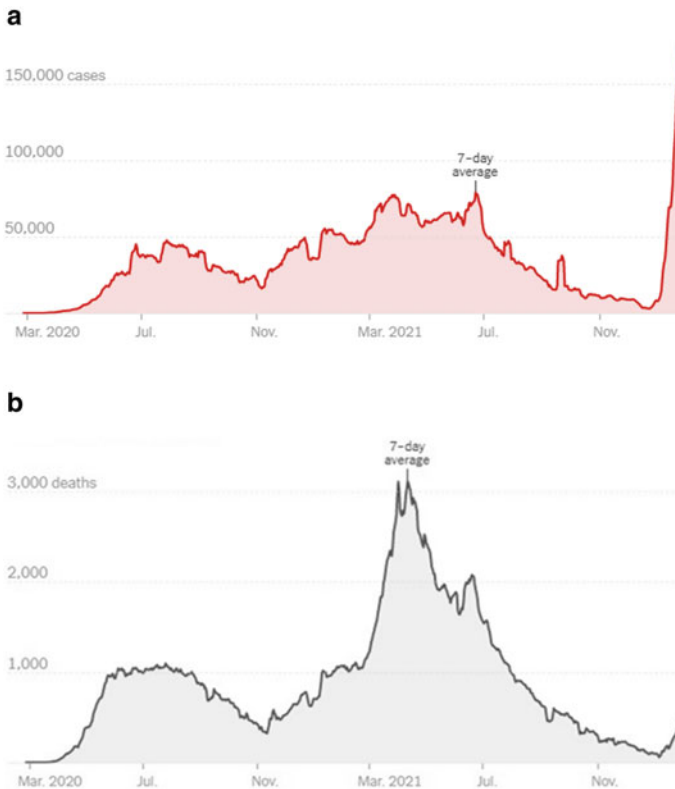 a
150,000 cases
100,000
7-day
average
50,000
Mar. 2020 Jul. Nov. Mar. 2021 Jul. Nov.
b
7-day
average
3,000 deaths
2,000
1,000
Mar. 2020 Jul. Nov. Mar. 2021 Jul. Nov.